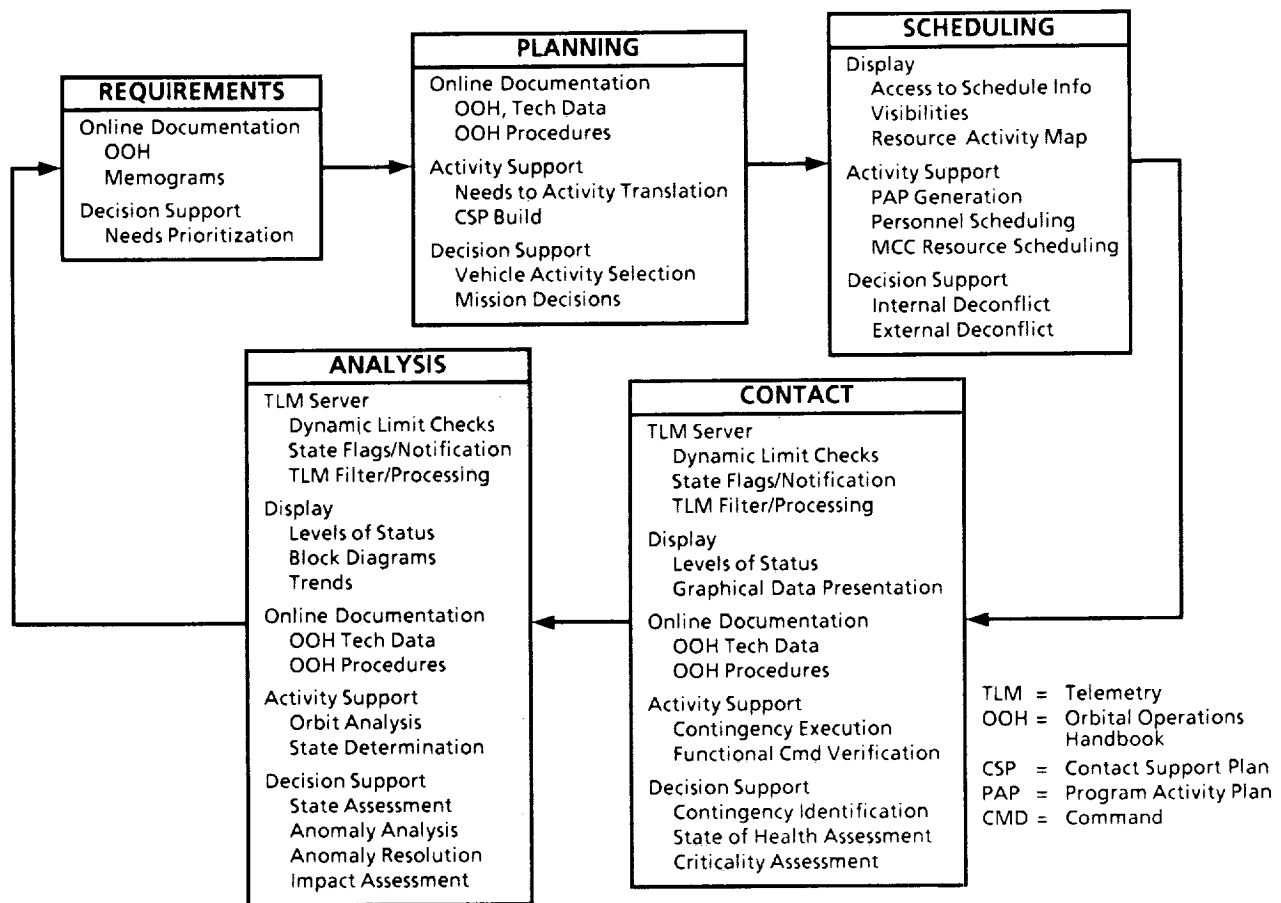 REQUIREMENTS
Online Documentation
OOH
Memograms
Decision Support
Needs Prioritization
PLANNING
Online Documentation
OOH, Tech Data
OOH Procedures
Activity Support
Needs to Activity Translation
CSP Build
Decision Support
Vehicle Activity Selection
Mission Decisions
SCHEDULING
Display
Access to Schedule Info
Visibilities
Resource Activity Map
Activity Support
PAP Generation
Personnel Scheduling
MCC Resource Scheduling
Decision Support
Internal Deconflict
External Deconflict
ANALYSIS
TLM Server
Dynamic Limit Checks
State Flags/Notification
TLM Filter/Processing
Display
Levels of Status
Block Diagrams
Trends
Online Documentation
OOH Tech Data
OOH Procedures
Activity Support
Orbit Analysis
State Determination
Decision Support
State Assessment
Anomaly Analysis
Anomaly Resolution
Impact Assessment
CONTACT
TLM Server
Dynamic Limit Checks
State Flags/Notification
TLM Filter/Processing
Display
Levels of Status
Graphical Data Presentation
Online Documentation
OOH Tech Data
OOH Procedures
Activity Support
Contingency Execution
Functional Cmd Verification
Decision Support
Contingency Identification
State of Health Assessment
Criticality Assessment
TLM = Telemetry
OOH = Orbital Operations
Handbook
CSP = Contact Support Plan
PAP = Program Activity Plan
CMD = Command